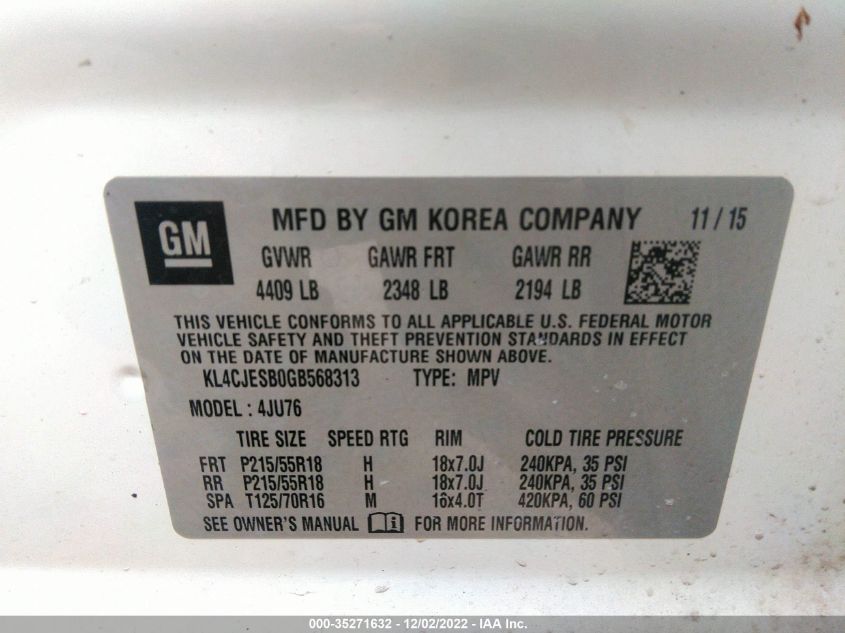 GM
MFD BY GM KOREA COMPANY 11/15
GVWR GAWR FRT GAWR RR
4409 LB 2348 LB 2194 LB
THIS VEHICLE CONFORMS TO ALL APPLICABLE U.S. FEDERAL MOTOR
VEHICLE SAFETY AND THEFT PREVENTION STANDARDS IN EFFECT
ON THE DATE OF MANUFACTURE SHOWN ABOVE.
KL4CJESB0GB568313 TYPE: MPV
MODEL : 4JU76
TIRE SIZE SPEED RTG RIM COLD TIRE PRESSURE
FRT P215/55R18 H 18x7.0J 240KPA, 35 PSI
RR P215/55R18 H 18x7.0J 240KPA, 35 PSI
SPA T125/70R16 M 16x4.0T 420KPA, 60 PSI
SEE OWNER'S MANUAL FOR MORE INFORMATION.
000-35271632 - 12/02/2022 - IAA Inc.